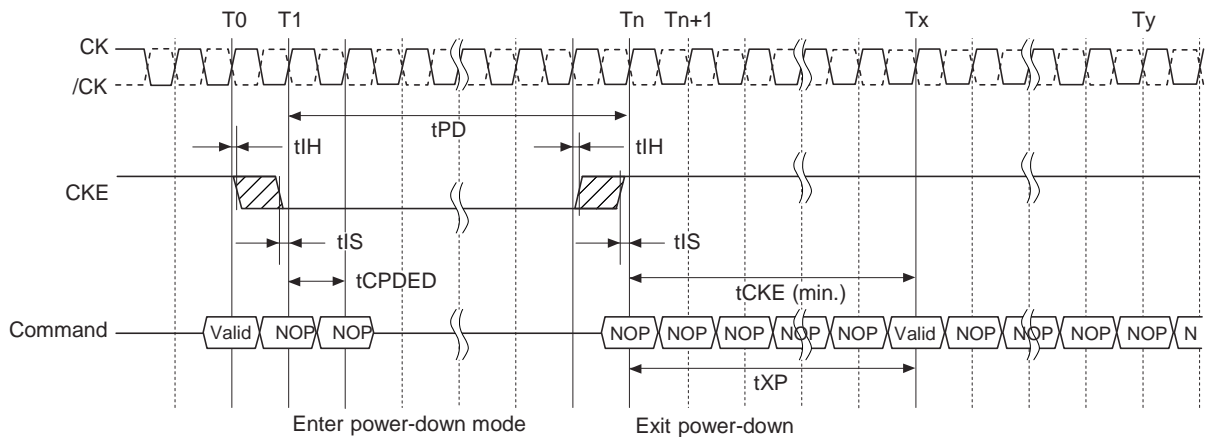 T0 T1 Tn Tn+1 Tx Ty
CK
/CK
tPD
tIH tIH
CKE
tIS tIS
tCPDED
tCKE (min.)
Command Valid NOP NOP NOP NOP NOP NOP NOP Valid NOP NOP NOP NOP N
tXP
Enter power-down mode Exit power-down